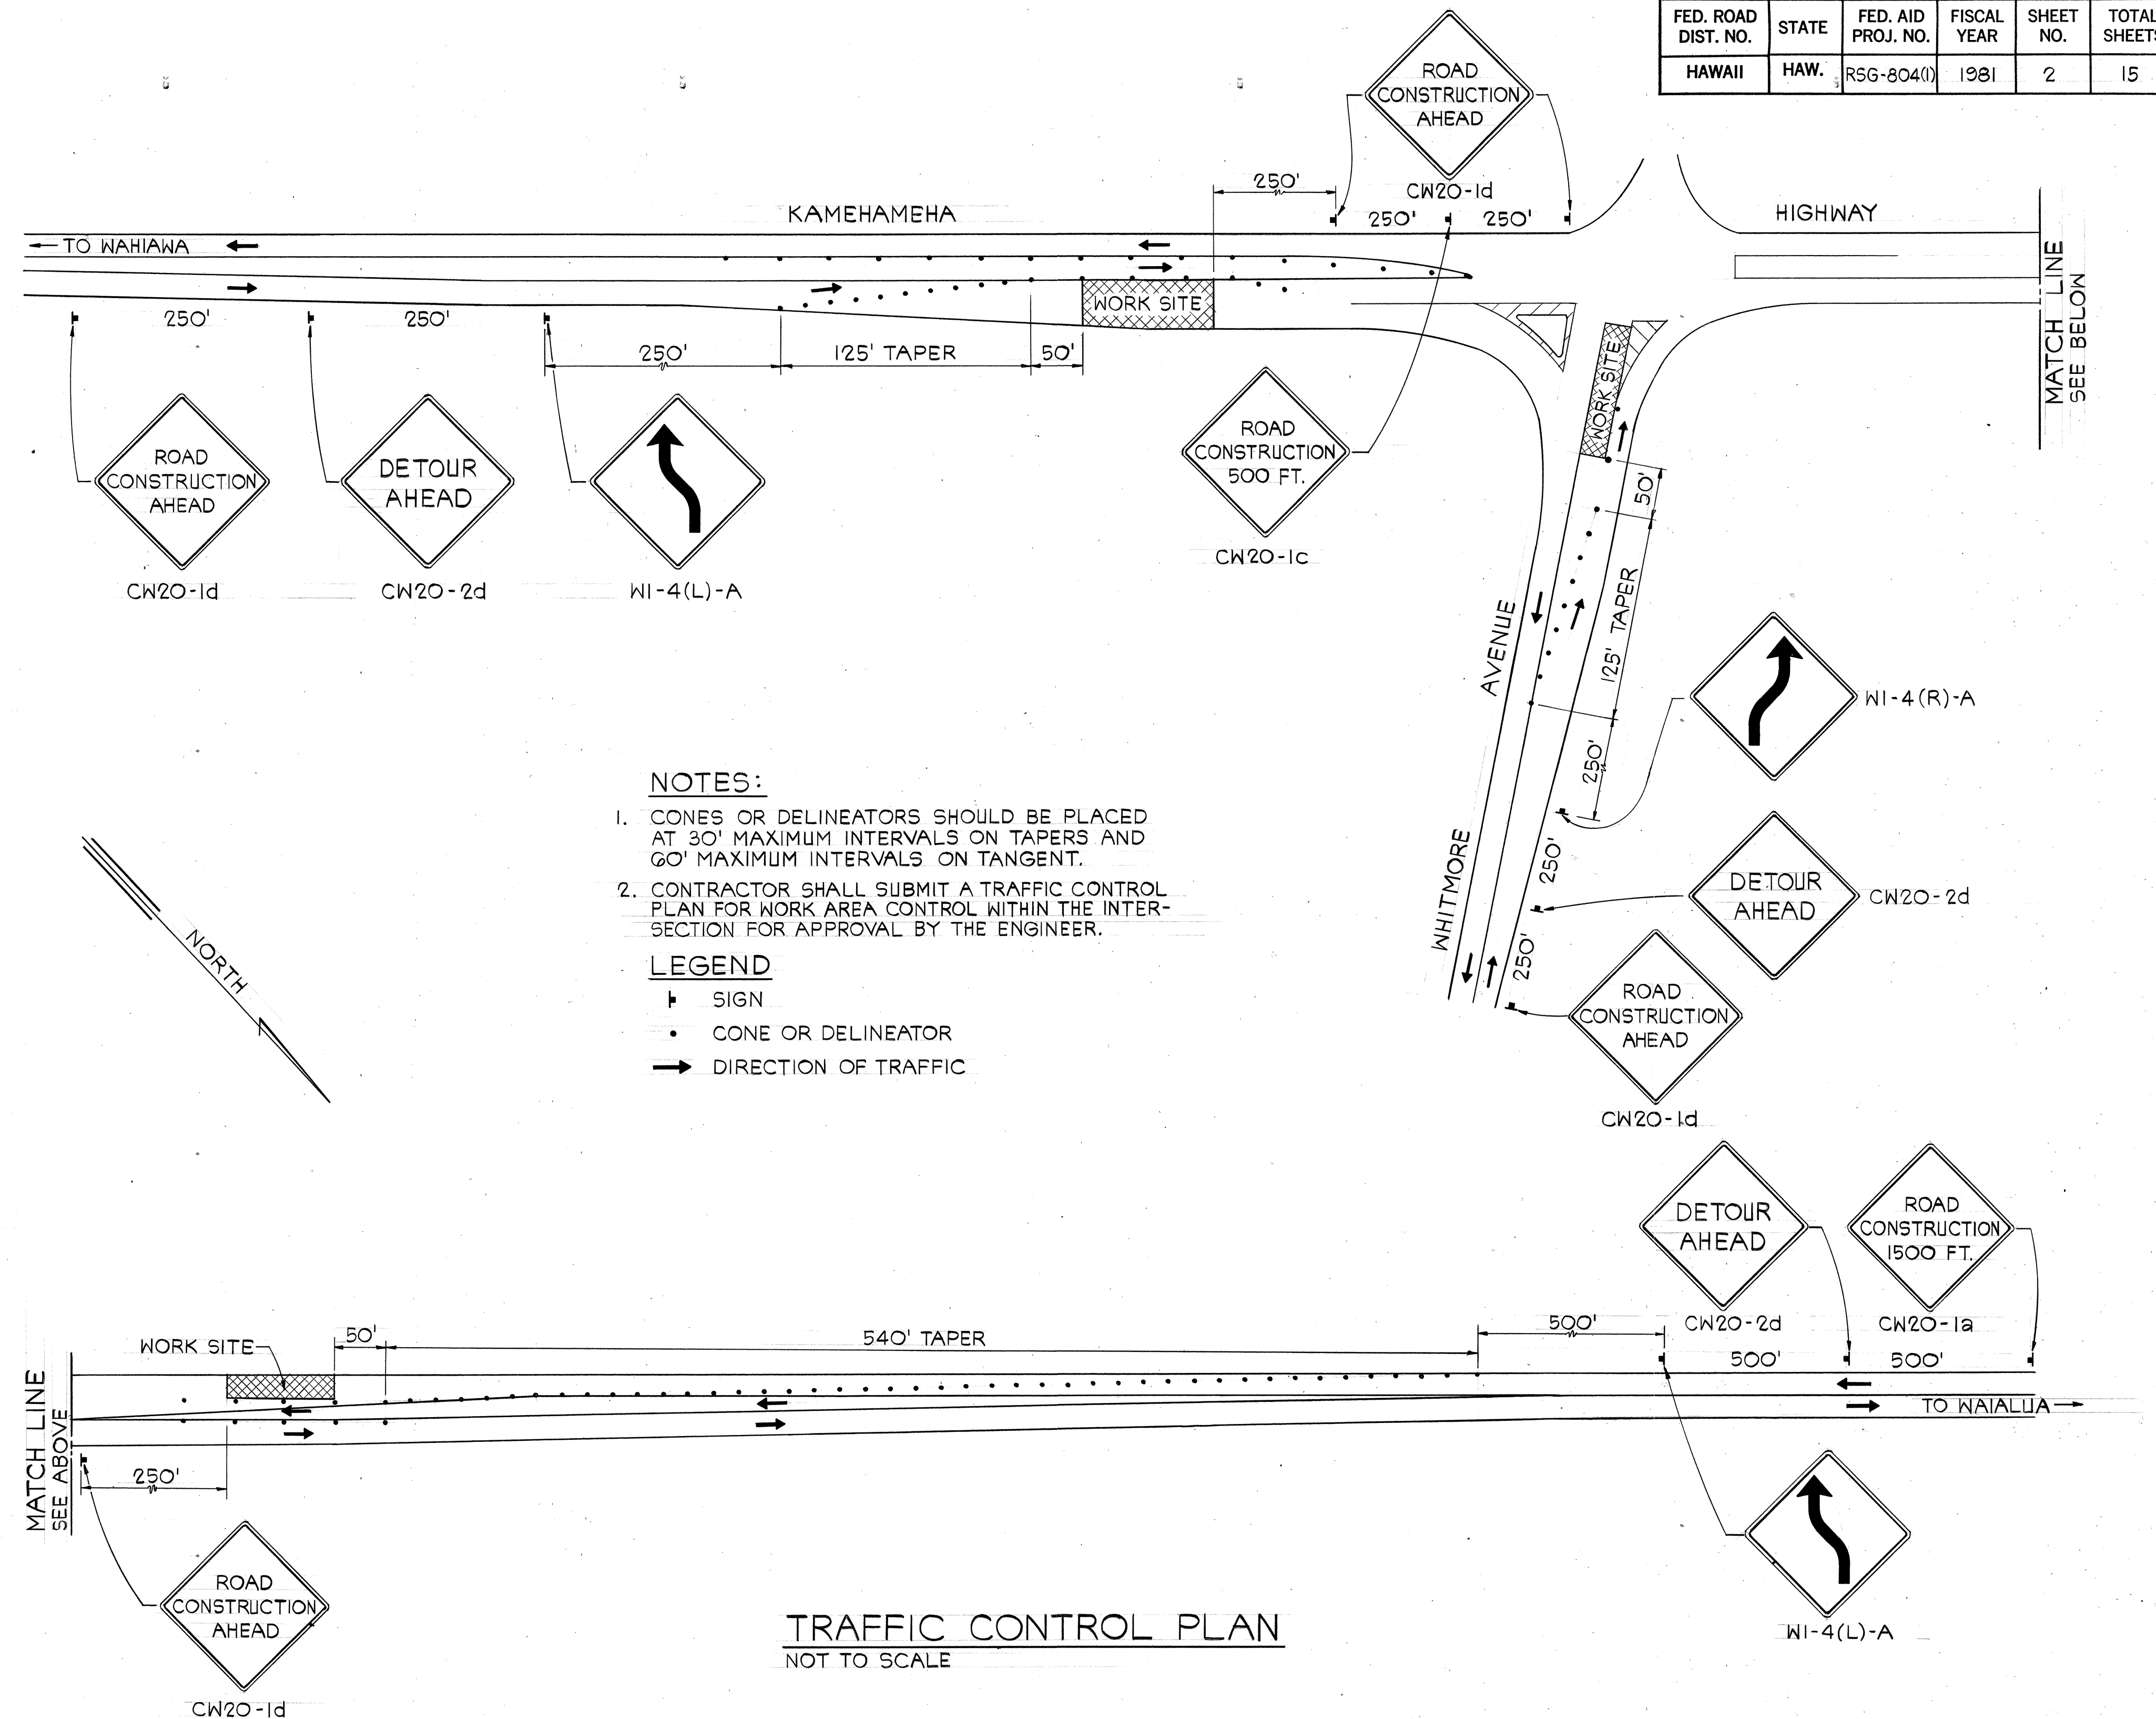 FED. ROAD DIST. NO. STATE FED. AID PROJ. NO. FISCAL YEAR SHEET NO. TOTAL SHEETS
HAWAII HAW. RSG-804(1) 1981 2 15
ROAD
CONSTRUCTION
AHEAD
CW20-1d
250'
250' 250'
KAMEHAMEHA
HIGHWAY
TO WAHIAWA
WORK SITE
MATCH LINE
SEE BELOW
250' 250'
250' 125' TAPER 50'
WORK SITE
ROAD
CONSTRUCTION
AHEAD
CW20-1d
DETOUR
AHEAD
CW20-2d
W1-4(L)-A
ROAD
CONSTRUCTION
500 FT.
CW20-1c
50'
125' TAPER
250'
250'
250'
WHITMORE AVENUE
W1-4(R)-A
DETOUR
AHEAD
CW20-2d
ROAD
CONSTRUCTION
AHEAD
CW20-1d
NOTES:
1. CONES OR DELINEATORS SHOULD BE PLACED
AT 30' MAXIMUM INTERVALS ON TAPERS AND
60' MAXIMUM INTERVALS ON TANGENT.
2. CONTRACTOR SHALL SUBMIT A TRAFFIC CONTROL
PLAN FOR WORK AREA CONTROL WITHIN THE INTER-
SECTION FOR APPROVAL BY THE ENGINEER.
LEGEND
SIGN
CONE OR DELINEATOR
DIRECTION OF TRAFFIC
NORTH
DETOUR
AHEAD
CW20-2d
ROAD
CONSTRUCTION
1500 FT.
CW20-1a
WORK SITE
50'
540' TAPER
500'
500' 500'
TO WAIALUA
MATCH LINE
SEE ABOVE
250'
ROAD
CONSTRUCTION
AHEAD
CW20-1d
W1-4(L)-A
TRAFFIC CONTROL PLAN
NOT TO SCALE